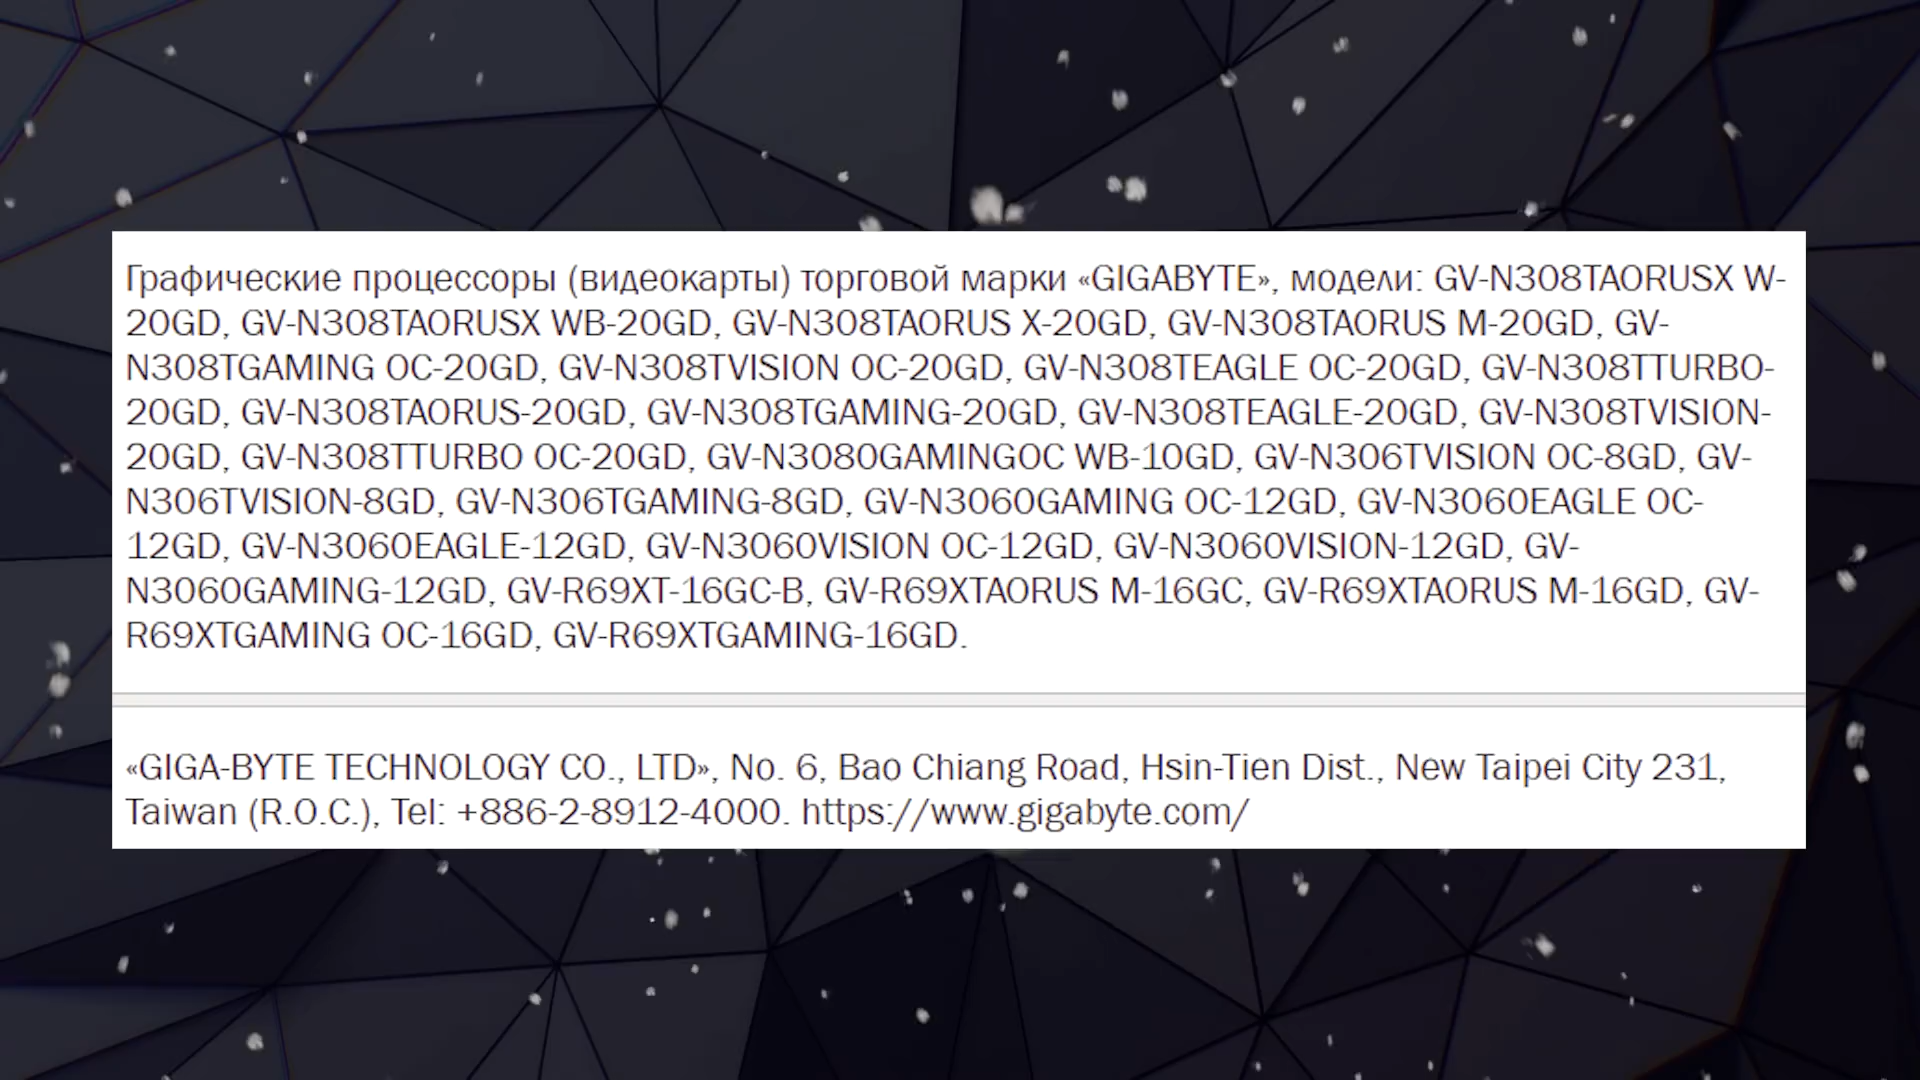 Графические процессоры (видеокарты) торговой марки «GIGABYTE», модели: GV-N308TAORUSX W-
20GD, GV-N308TAORUSX WB-20GD, GV-N308TAORUS X-20GD, GV-N308TAORUS M-20GD, GV-
N308TGAMING OC-20GD, GV-N308TVISION OC-20GD, GV-N308TEAGLE OC-20GD, GV-N308TTURBO-
20GD, GV-N308TAORUS-20GD, GV-N308TGAMING-20GD, GV-N308TEAGLE-20GD, GV-N308TVISION-
20GD, GV-N308TTURBO OC-20GD, GV-N3080GAMINGOC WB-10GD, GV-N306TVISION OC-8GD, GV-
N306TVISION-8GD, GV-N306TGAMING-8GD, GV-N3060GAMING OC-12GD, GV-N3060EAGLE OC-
12GD, GV-N3060EAGLE-12GD, GV-N3060VISION OC-12GD, GV-N3060VISION-12GD, GV-
N3060GAMING-12GD, GV-R69XT-16GC-B, GV-R69XTAORUS M-16GC, GV-R69XTAORUS M-16GD, GV-
R69XTGAMING OC-16GD, GV-R69XTGAMING-16GD.
«GIGA-BYTE TECHNOLOGY CO., LTD», No. 6, Bao Chiang Road, Hsin-Tien Dist., New Taipei City 231,
Taiwan (R.O.C.), Tel: +886-2-8912-4000. https://www.gigabyte.com/